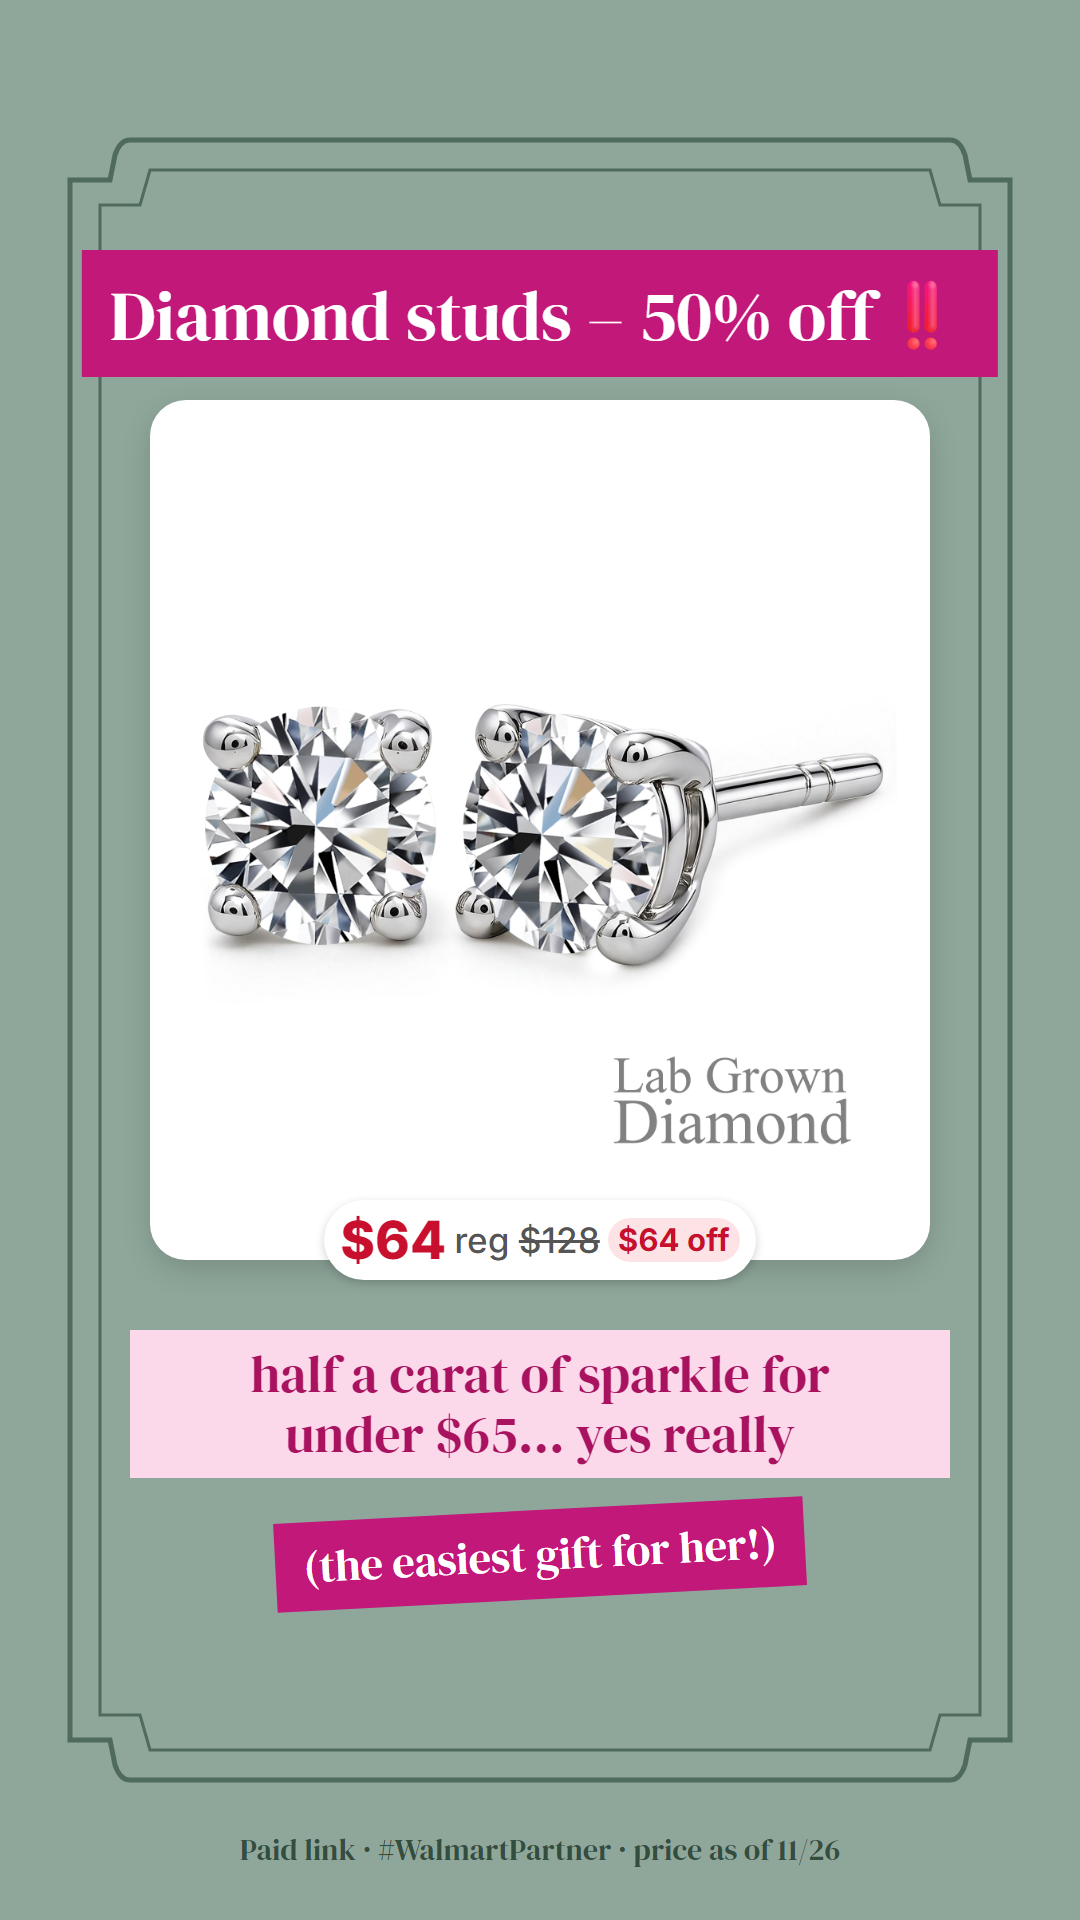 Diamond studs – 50% off ‼️
Lab Grown
Diamond
$64 reg $128 $64 off
half a carat of sparkle for
under $65... yes really
(the easiest gift for her!)
Paid link · #WalmartPartner · price as of 11/26